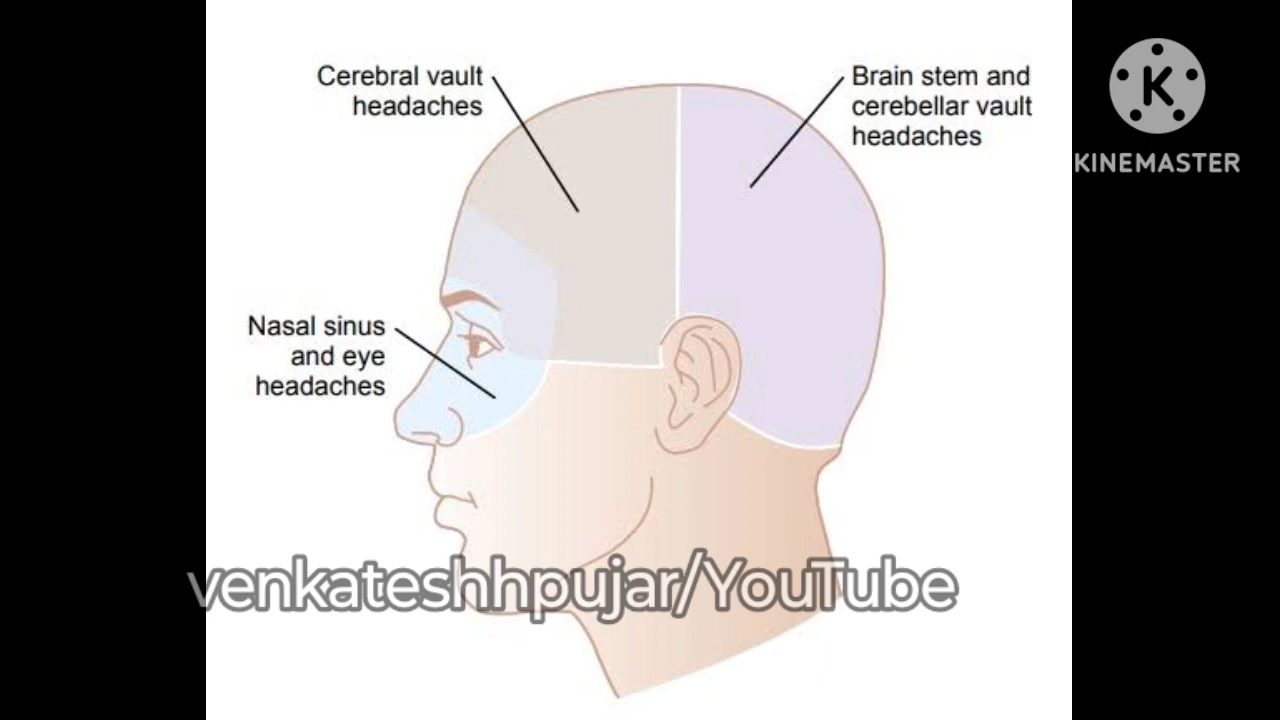 Cerebral vault
headaches
Brain stem and
cerebellar vault
headaches
K
KINEMASTER
Nasal sinus
and eye
headaches
venkateshhpujar/YouTube